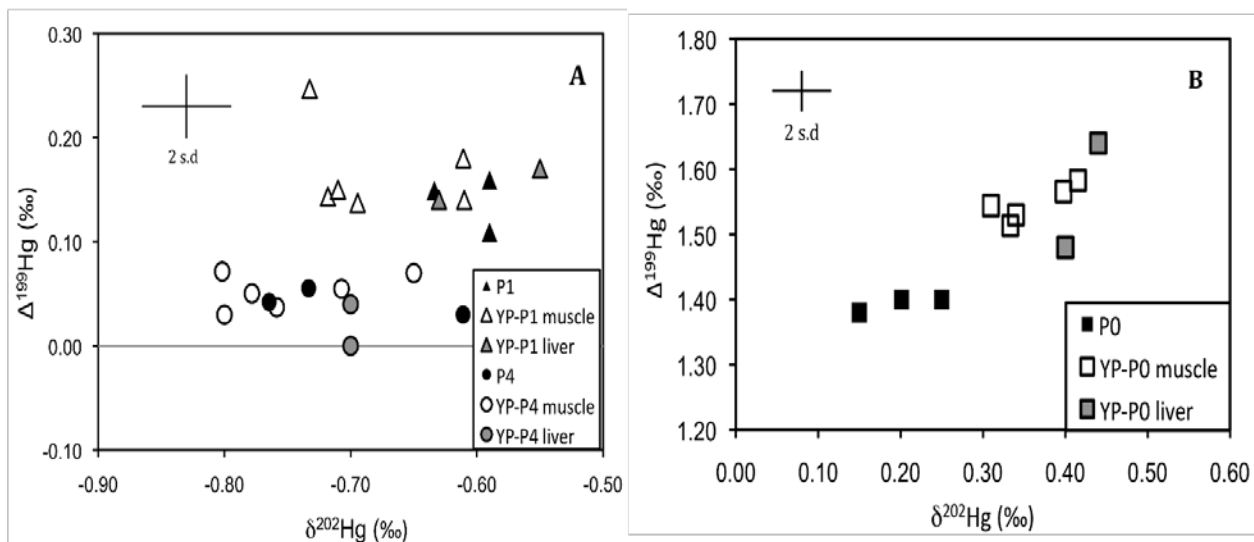 A
0.30
0.20
0.10
0.00
-0.10
Δ¹⁹⁹Hg (‰)
2 s.d
P1
YP-P1 muscle
YP-P1 liver
P4
YP-P4 muscle
YP-P4 liver
-0.90 -0.80 -0.70 -0.60 -0.50
δ²⁰²Hg (‰)
B
1.80
1.70
1.60
1.50
1.40
1.30
1.20
Δ¹⁹⁹Hg (‰)
2 s.d
P0
YP-P0 muscle
YP-P0 liver
0.00 0.10 0.20 0.30 0.40 0.50 0.60
δ²⁰²Hg (‰)